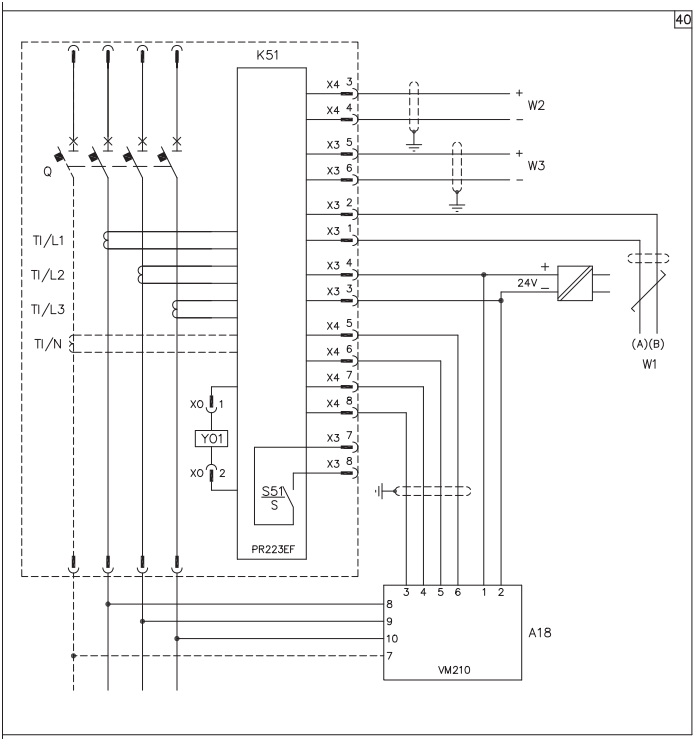 40
K51
X4 3
+
W2
X4 4
−
X3 5
+
W3
X3 6
−
Q
X3 2
TI/L1
X3 1
X3 4
+
TI/L2
24V
−
X3 3
TI/L3
X4 5
TI/N
(A)(B)
X4 6
W1
X4 7
X0 1
X4 8
Y01
X3 7
X0 2
X3 8
S51
S
PR223EF
3 4 5 6 1 2
8
9
A18
10
7
VM210